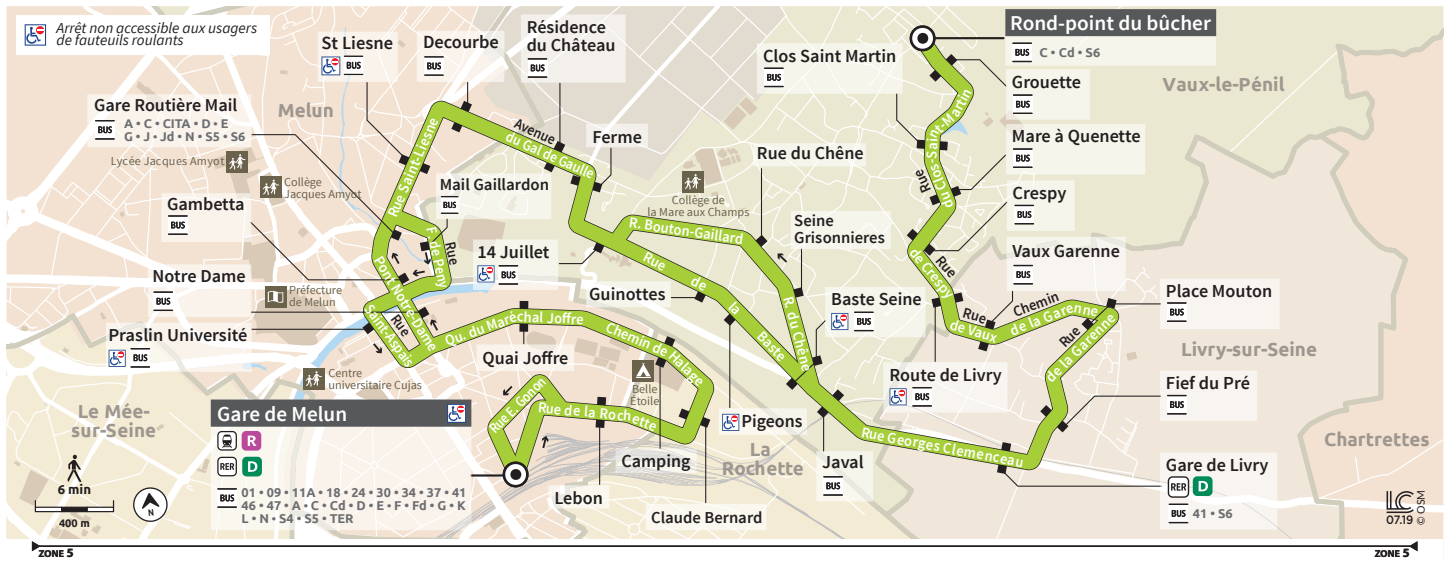 Arrêt non accessible aux usagers
de fauteuils roulants
St Liesne
BUS
Decourbe
BUS
Résidence
du Château
BUS
Clos Saint Martin
BUS
Rond-point du bûcher
BUS C • Cd • S6
Grouette
BUS
Vaux-le-Pénil
Gare Routière Mail
BUS A • C • CITA • D • E
G • J • Jd • N • S5 • S6
Melun
Lycée Jacques Amyot
Collège
Jacques Amyot
Avenue
du Gal de Gaulle
Ferme
Rue Saint-Liesne
Mare à Quenette
BUS
Rue du Chêne
BUS
Rue
du Clos-Saint-Martin
Collège de
la Mare aux Champs
Mail Gaillardon
BUS
Gambetta
BUS
Crespy
BUS
Rue
F. de Peny
R. Bouton-Gaillard
Seine
Grisonnieres
14 Juillet
BUS
Vaux Garenne
BUS
Notre Dame
BUS
Préfecture
de Melun
Pont Notre-Dame
Rue
Saint-Aspais
Rue de la Baste
Guinottes
R. du Chêne
Baste Seine
BUS
Rue
de Crespy
Rue
de Vaux
Chemin
de la Garenne
Rue
de la Garenne
Place Mouton
BUS
Praslin Université
BUS
Qu. du Maréchal Joffre
Quai Joffre
Chemin de Halage
Livry-sur-Seine
Centre
universitaire Cujas
Belle
Étoile
Route de Livry
BUS
Fief du Pré
BUS
Le Mée-
sur-Seine
Gare de Melun
R
RER D
BUS 01 • 09 • 11A • 18 • 24 • 30 • 34 • 37 • 41
46 • 47 • A • C • Cd • D • E • F • Fd • G • K
L • N • S4 • S5 • TER
Rue E. Gonon
Rue de la Rochette
Pigeons
Rue Georges Clemenceau
La
Rochette
Chartrettes
Camping
Javal
BUS
Gare de Livry
RER D
BUS 41 • S6
Lebon
Claude Bernard
6 min
400 m
N
LC
07.19
© OSM
ZONE 5
ZONE 5